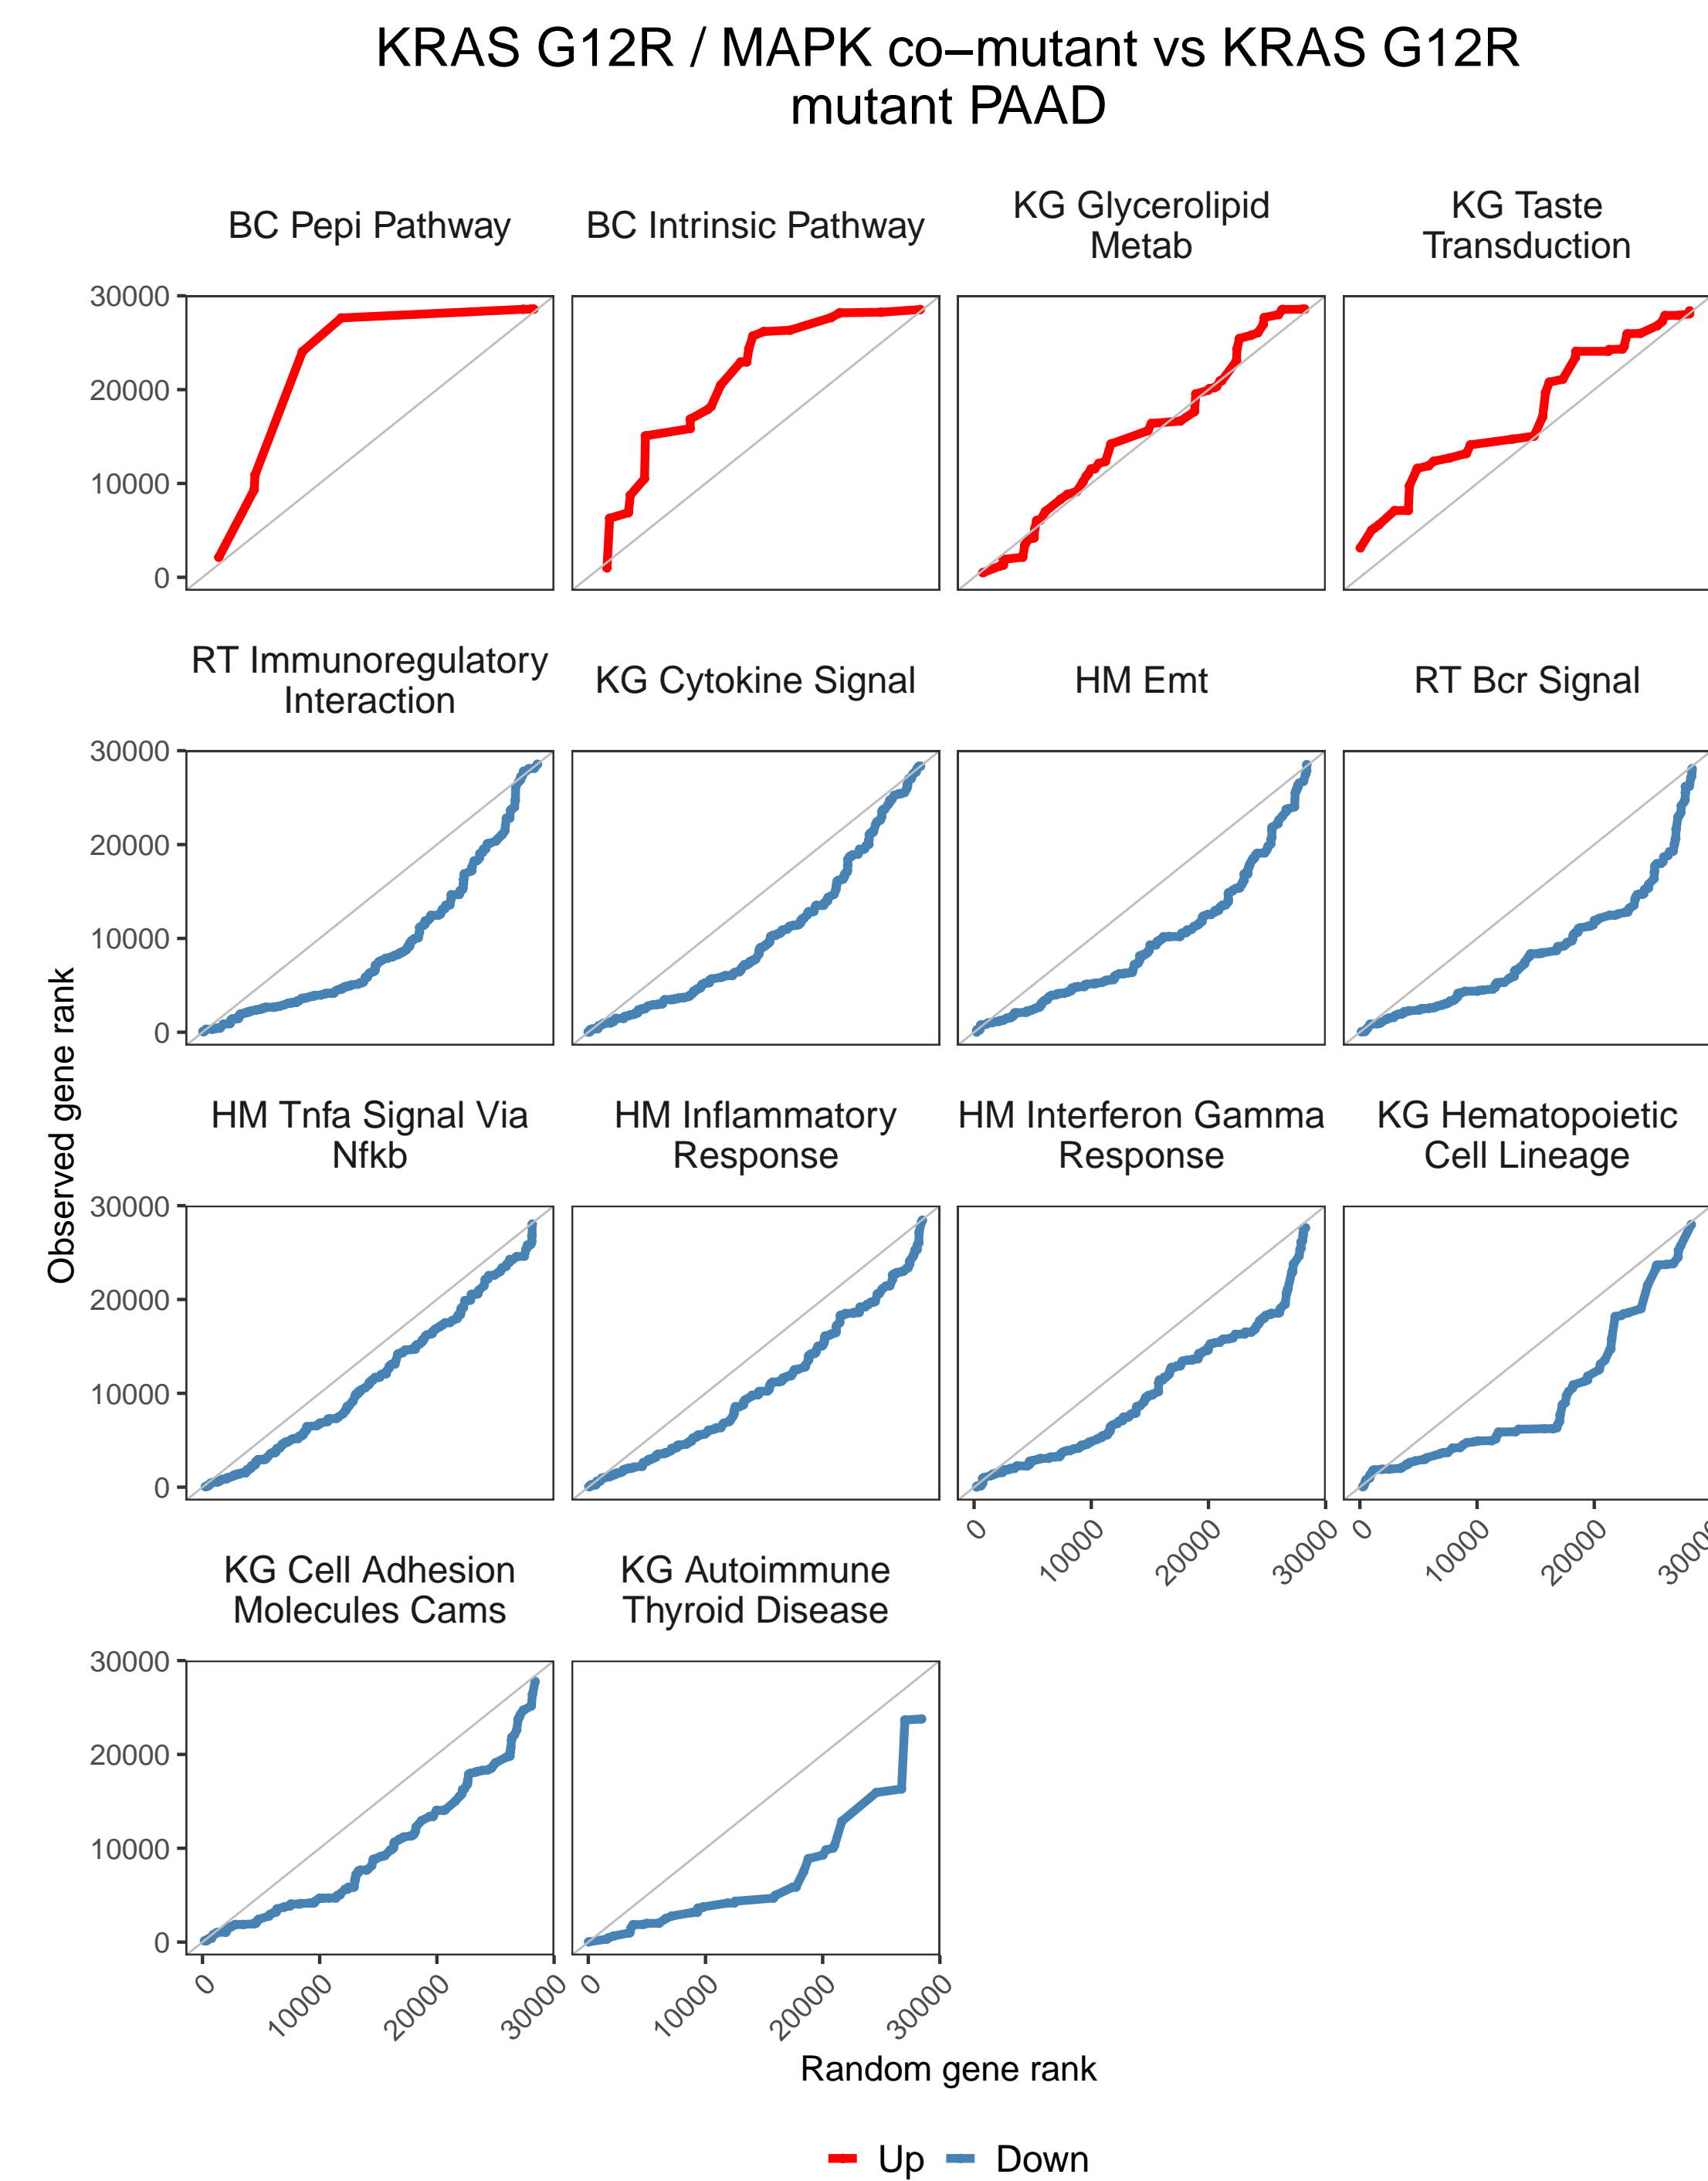 KRAS G12R / MAPK co−mutant vs KRAS G12R
mutant PAAD
BC Pepi Pathway
BC Intrinsic Pathway
KG Glycerolipid
Metab
KG Taste
Transduction
30000
20000
10000
0
RT Immunoregulatory
Interaction
KG Cytokine Signal
HM Emt
RT Bcr Signal
30000
20000
10000
0
Observed gene rank
HM Tnfa Signal Via
Nfkb
HM Inflammatory
Response
HM Interferon Gamma
Response
KG Hematopoietic
Cell Lineage
30000
20000
10000
0
0 10000 20000 30000
0 10000 20000 3000
KG Cell Adhesion
Molecules Cams
KG Autoimmune
Thyroid Disease
30000
20000
10000
0
0 10000 20000 30000
0 10000 20000 30000
Random gene rank
Up Down